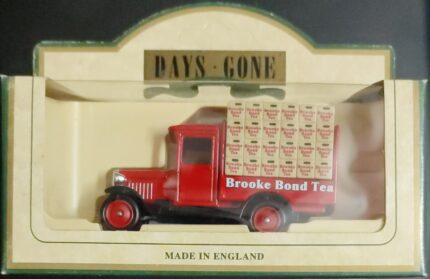 DAYS · GONE
Brooke Bond Tea
MADE IN ENGLAND